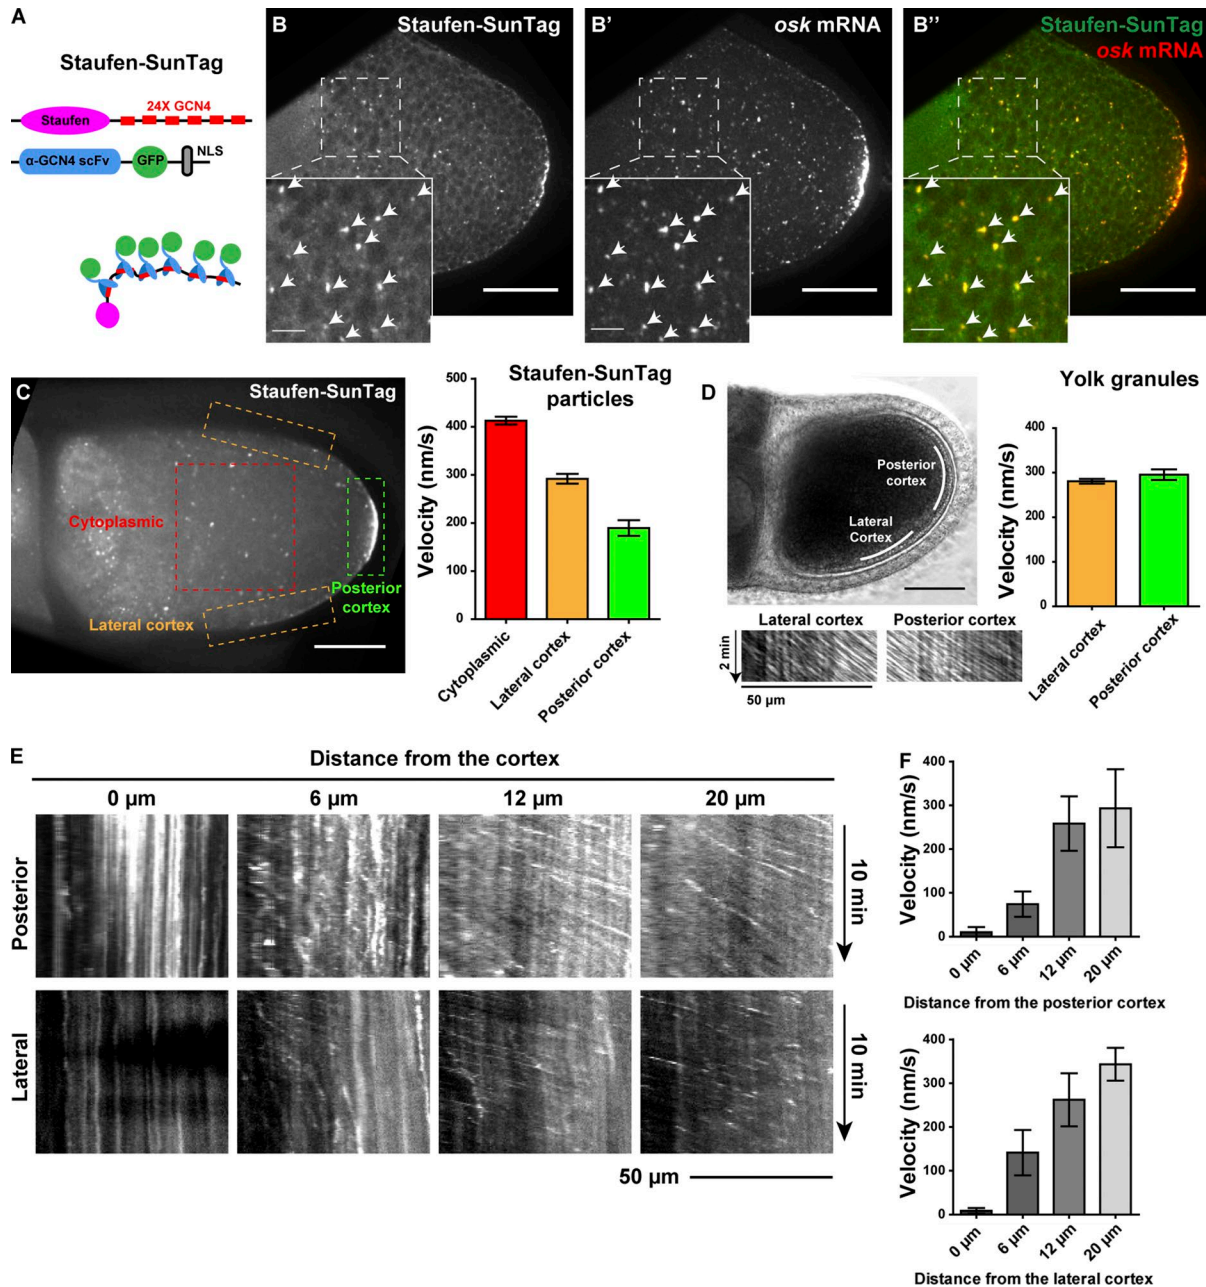 A
Staufen-SunTag
24X GCN4
Staufen
α-GCN4 scFv
GFP
NLS
B
Staufen-SunTag
B'
osk mRNA
B''
Staufen-SunTag
osk mRNA
C
Staufen-SunTag
Cytoplasmic
Posterior
cortex
Lateral cortex
Staufen-SunTag
particles
Velocity (nm/s)
500
400
300
200
100
0
Cytoplasmic
Lateral cortex
Posterior cortex
D
Posterior
cortex
Lateral
Cortex
Lateral cortex
Posterior cortex
2 min
50 μm
Yolk granules
Velocity (nm/s)
400
300
200
100
0
Lateral cortex
Posterior cortex
E
Distance from the cortex
0 μm
6 μm
12 μm
20 μm
Posterior
10 min
Lateral
10 min
50 μm
F
Velocity (nm/s)
400
300
200
100
0
0 μm
6 μm
12 μm
20 μm
Distance from the posterior cortex
Velocity (nm/s)
400
300
200
100
0
0 μm
6 μm
12 μm
20 μm
Distance from the lateral cortex